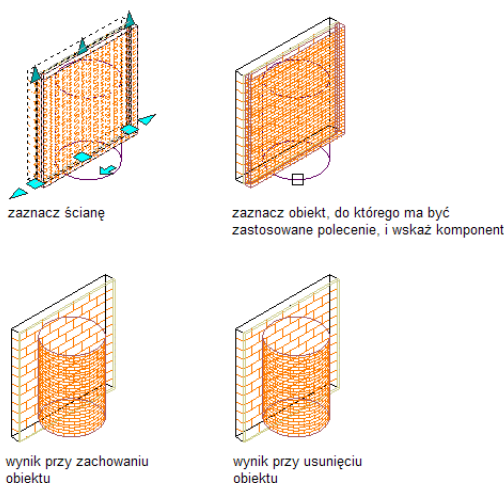 zaznacz ścianę
zaznacz obiekt, do którego ma być
zastosowane polecenie, i wskaż komponent
wynik przy zachowaniu
obiektu
wynik przy usunięciu
obiektu